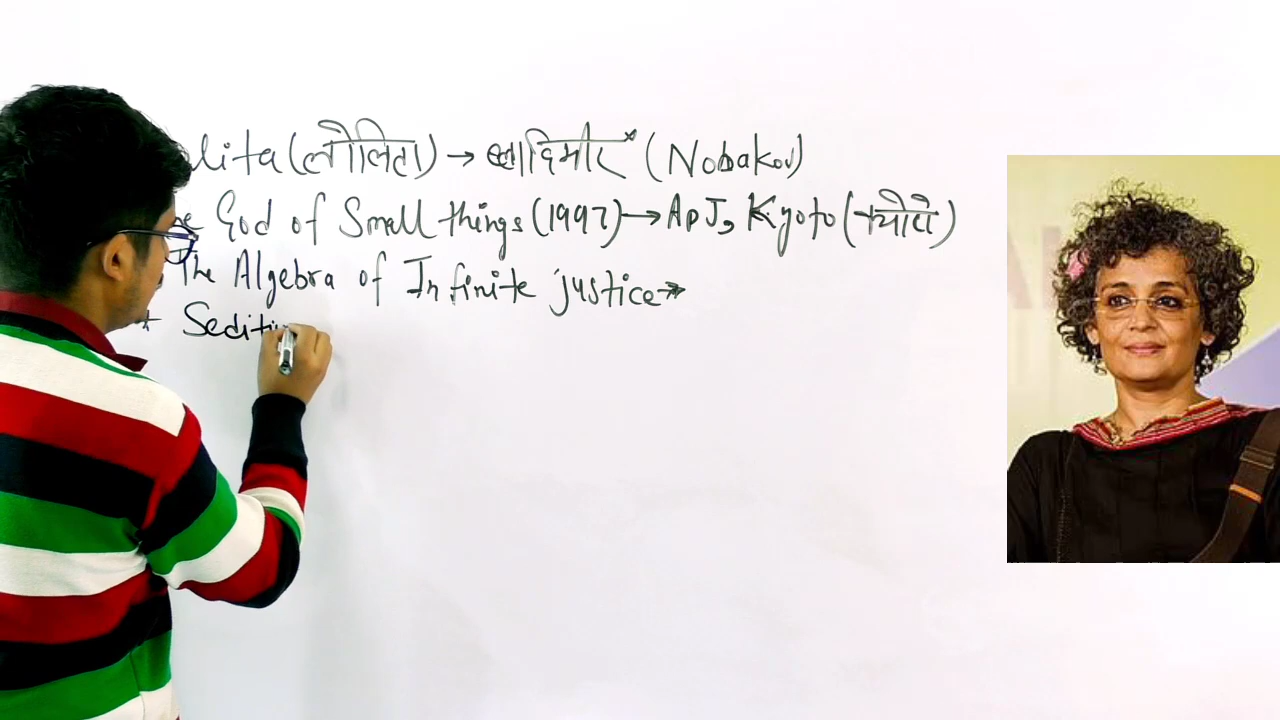 lita (लौलिता) → ब्लादिमीर (Nobakov)
e God of Small things (1997) → APJ, Kyoto (क्योटो)
The Algebra of Infinite justice →
* Sediti